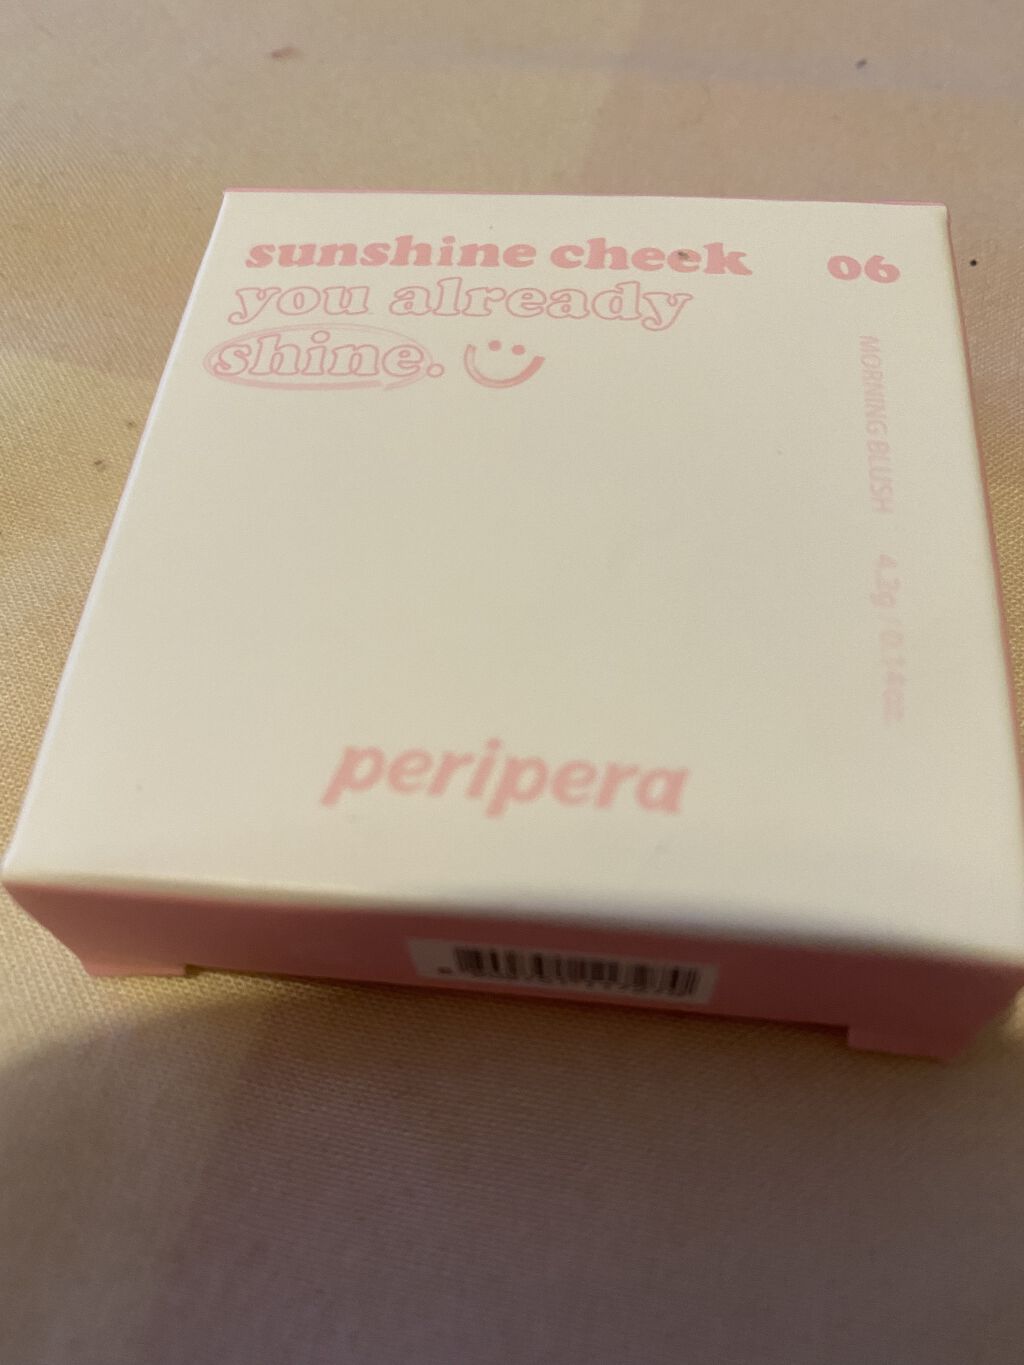 sunshine cheek
you already
shine.
06
MORNING BLUSH 4.2g / 0.14oz.
peripera